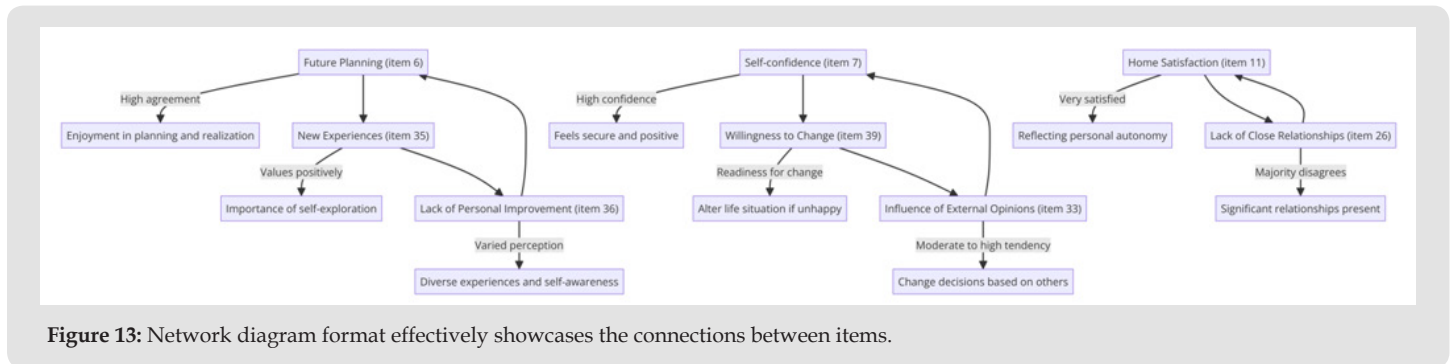 Future Planning (item 6)
Self-confidence (item 7)
Home Satisfaction (item 11)
High agreement
High confidence
Very satisfied
Enjoyment in planning and realization
New Experiences (item 35)
Feels secure and positive
Willingness to Change (item 39)
Reflecting personal autonomy
Lack of Close Relationships (item 26)
Values positively
Readiness for change
Majority disagrees
Importance of self-exploration
Lack of Personal Improvement (item 36)
Alter life situation if unhappy
Influence of External Opinions (item 33)
Significant relationships present
Varied perception
Moderate to high tendency
Diverse experiences and self-awareness
Change decisions based on others
Figure 13: Network diagram format effectively showcases the connections between items.